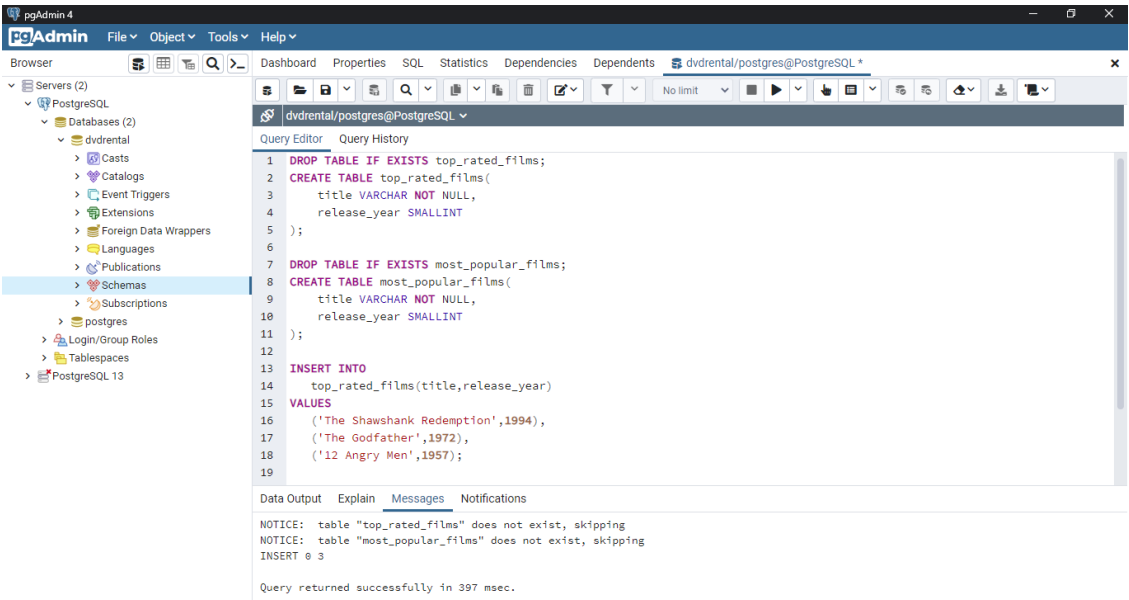 pgAdmin 4
pgAdmin File Object Tools Help
Browser
Dashboard Properties SQL Statistics Dependencies Dependents dvdrental/postgres@PostgreSQL *
Servers (2)
PostgreSQL
Databases (2)
dvdrental
Casts
Catalogs
Event Triggers
Extensions
Foreign Data Wrappers
Languages
Publications
Schemas
Subscriptions
postgres
Login/Group Roles
Tablespaces
PostgreSQL 13
No limit
dvdrental/postgres@PostgreSQL
Query Editor Query History
1 DROP TABLE IF EXISTS top_rated_films;
2 CREATE TABLE top_rated_films(
3 title VARCHAR NOT NULL,
4 release_year SMALLINT
5 );
6
7 DROP TABLE IF EXISTS most_popular_films;
8 CREATE TABLE most_popular_films(
9 title VARCHAR NOT NULL,
10 release_year SMALLINT
11 );
12
13 INSERT INTO
14 top_rated_films(title,release_year)
15 VALUES
16 ('The Shawshank Redemption',1994),
17 ('The Godfather',1972),
18 ('12 Angry Men',1957);
19
Data Output Explain Messages Notifications
NOTICE: table "top_rated_films" does not exist, skipping
NOTICE: table "most_popular_films" does not exist, skipping
INSERT 0 3
Query returned successfully in 397 msec.